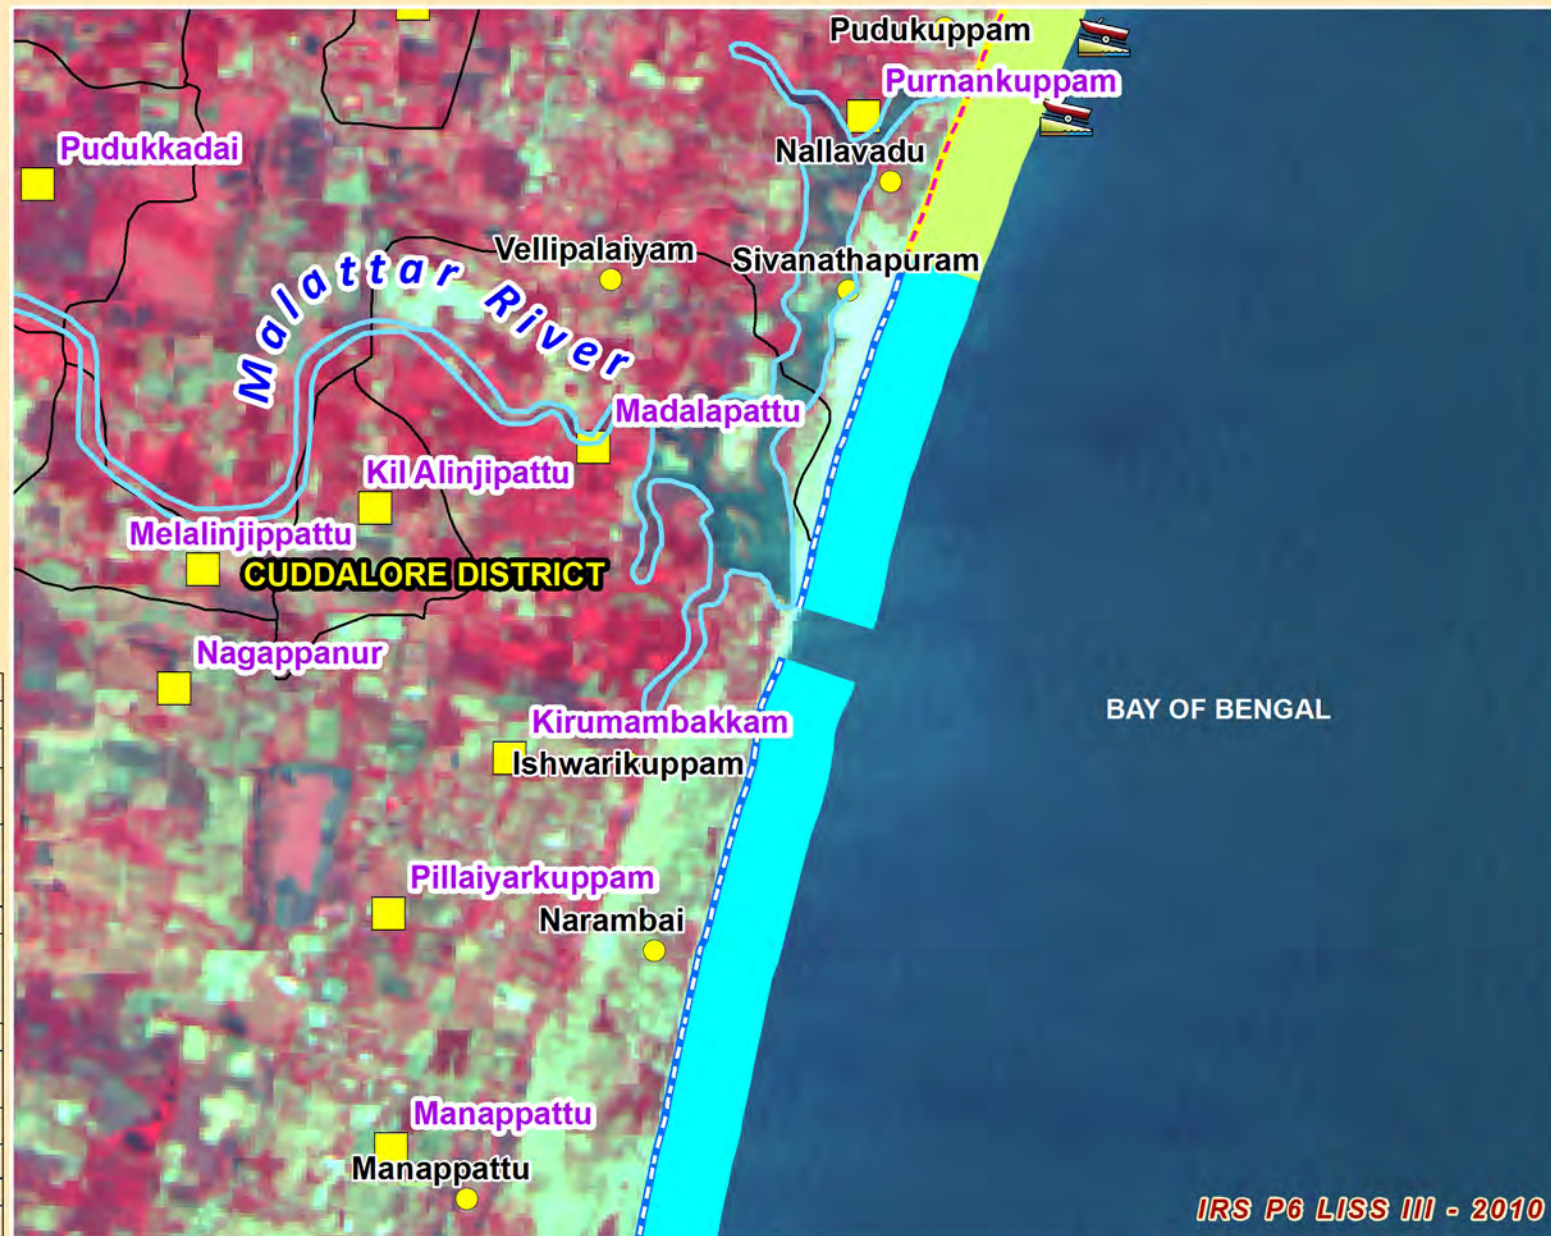 Pudukuppam
Purnankuppam
Pudukkadai
Nallavadu
Vellipalaiyam
Sivanathapuram
Malattar River
Madalapattu
Kil Alinjipattu
Melalinjippattu
CUDDALORE DISTRICT
Nagappanur
BAY OF BENGAL
Kirumambakkam
Ishwarikuppam
Pillaiyarkuppam
Narambai
Manappattu
Manappattu
IRS P6 LISS III - 2010